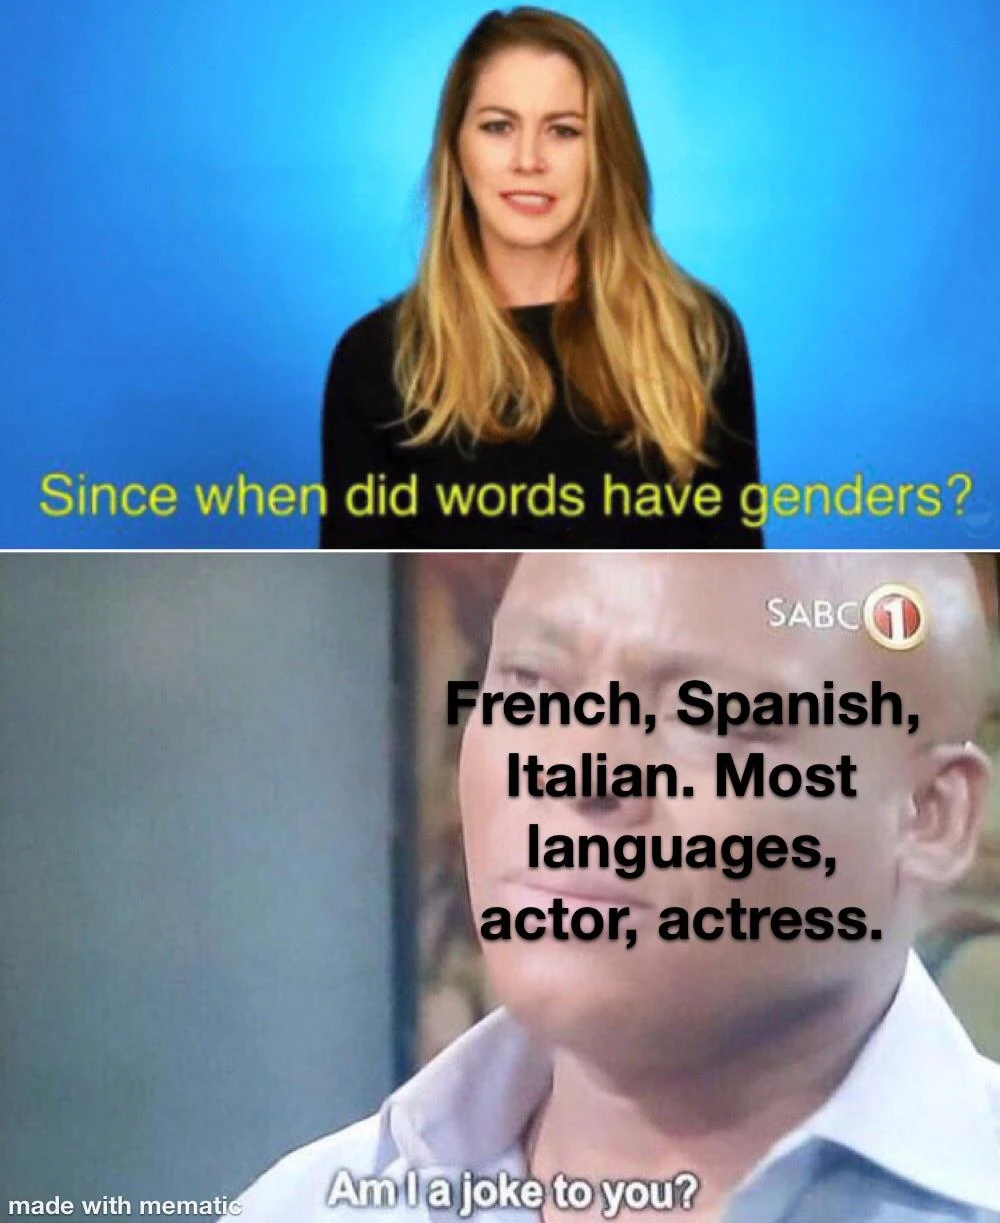 Since when did words have genders?
SABC 1
French, Spanish,
Italian. Most
languages,
actor, actress.
Am I a joke to you?
made with mematic